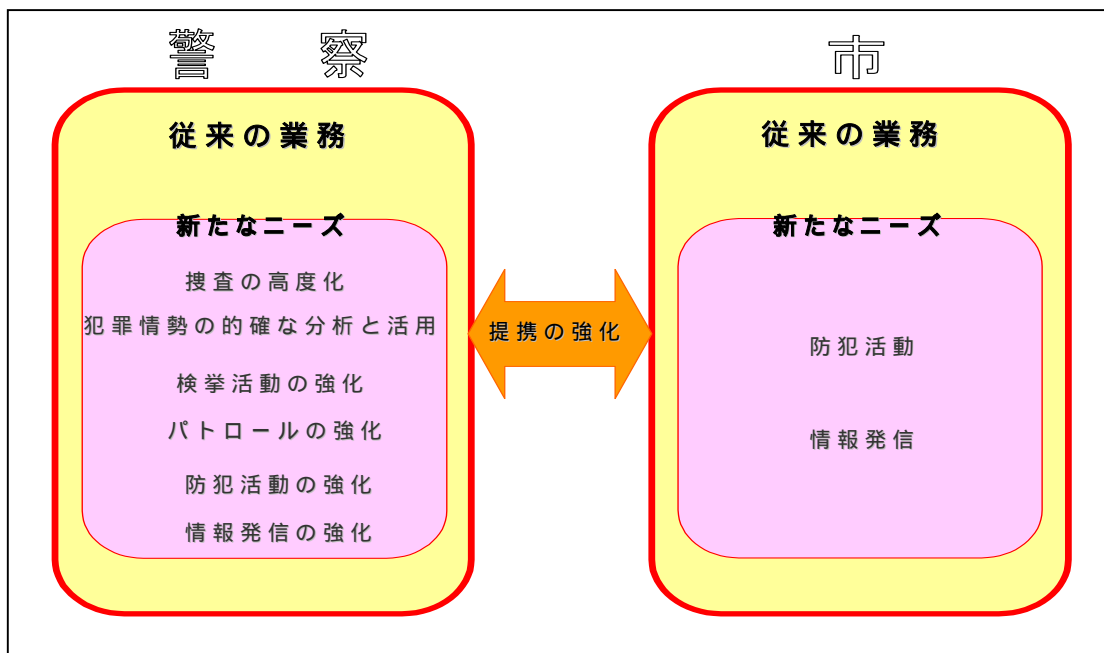 警察
従来の業務
新たなニーズ
捜査の高度化
犯罪情勢の的確な分析と活用
検挙活動の強化
パトロールの強化
防犯活動の強化
情報発信の強化
提携の強化
市
従来の業務
新たなニーズ
防犯活動
情報発信